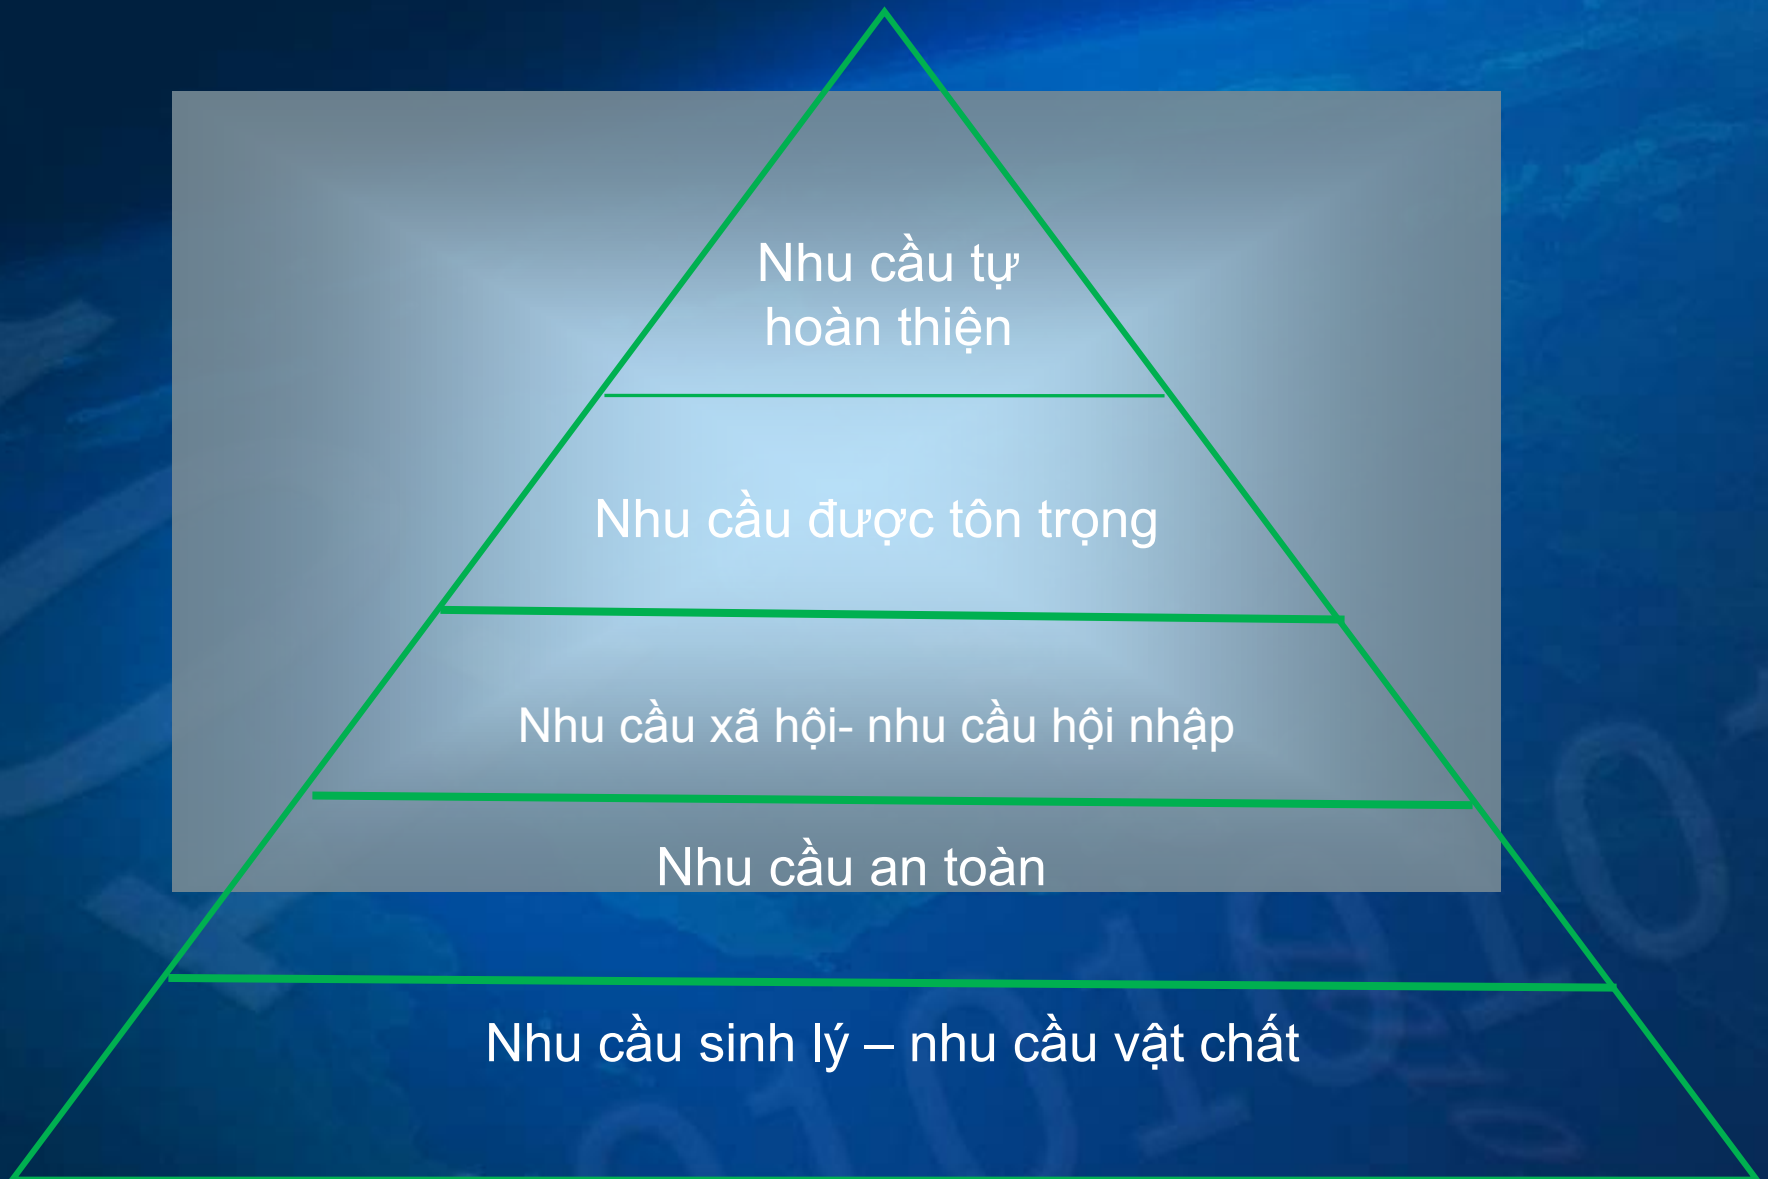 Nhu cầu tự
hoàn thiện
Nhu cầu được tôn trọng
Nhu cầu xã hội- nhu cầu hội nhập
Nhu cầu an toàn
Nhu cầu sinh lý – nhu cầu vật chất